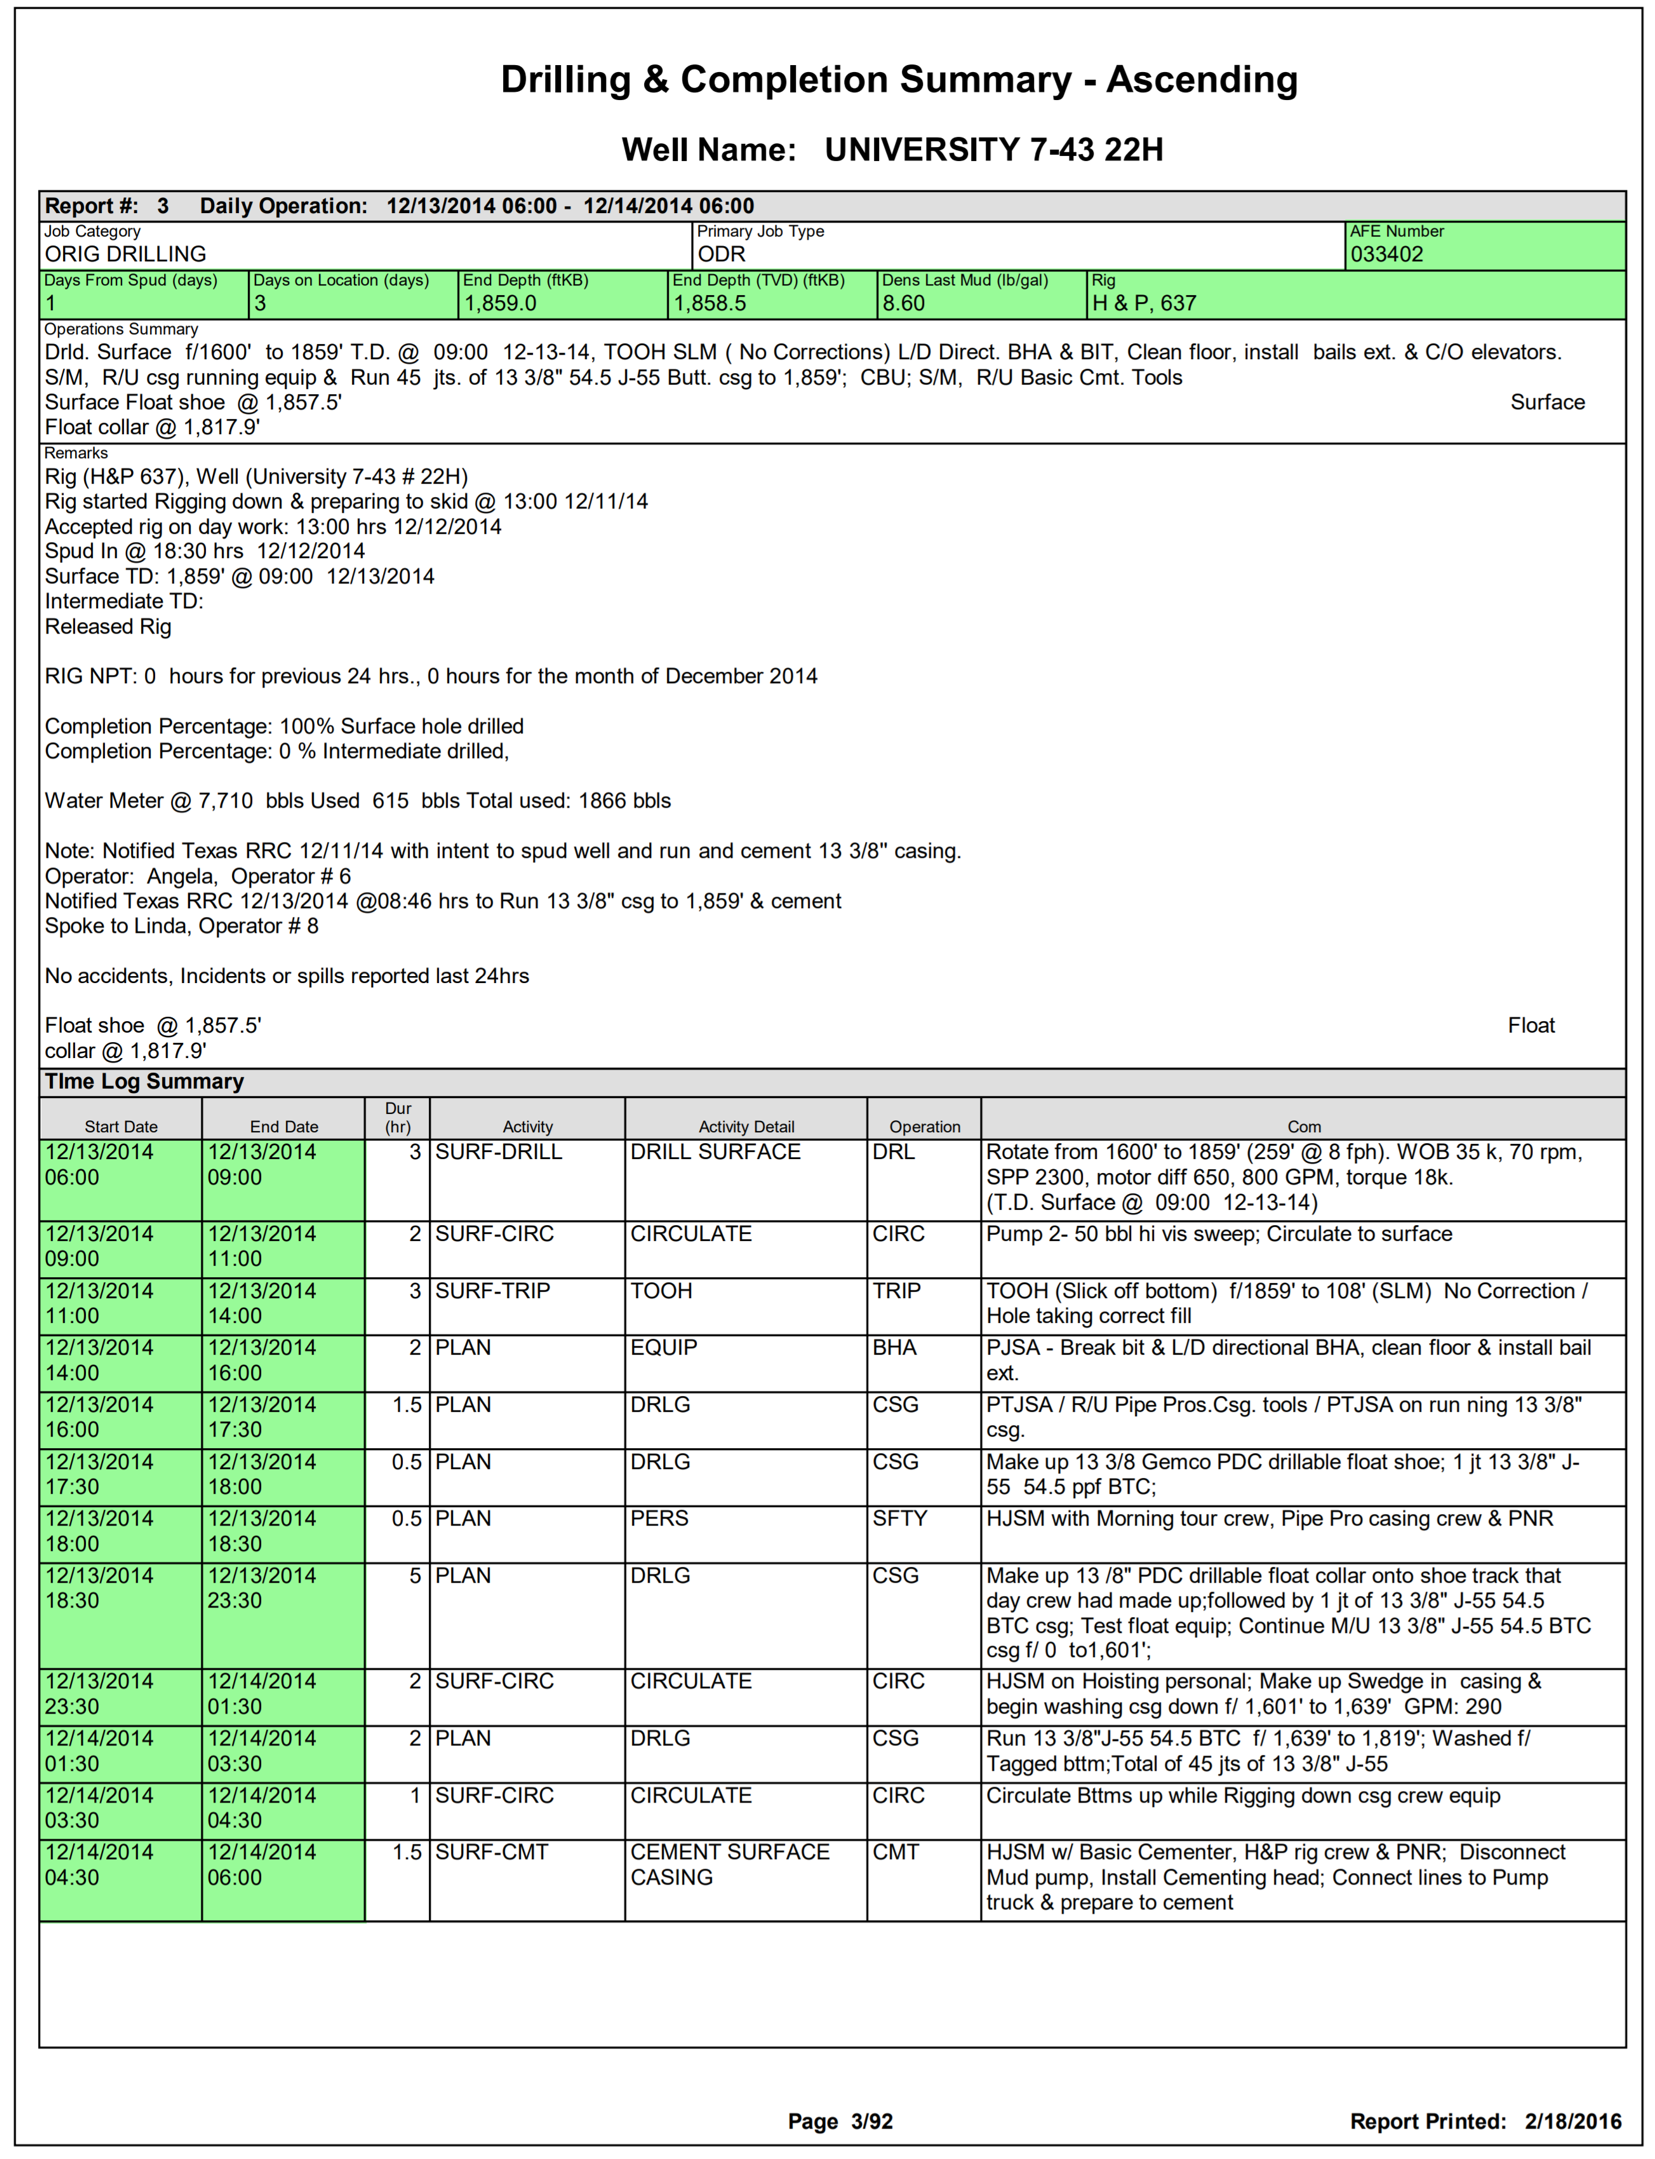 Drilling & Completion Summary - Ascending
Well Name: UNIVERSITY 7-43 22H
Report #: 3 Daily Operation: 12/13/2014 06:00 - 12/14/2014 06:00
Job Category
ORIG DRILLING
Primary Job Type
ODR
AFE Number
033402
Days From Spud (days)
1
Days on Location (days)
3
End Depth (ftKB)
1,859.0
End Depth (TVD) (ftKB)
1,858.5
Dens Last Mud (lb/gal)
8.60
Rig
H & P, 637
Operations Summary
Drld. Surface f/1600' to 1859' T.D. @ 09:00 12-13-14, TOOH SLM ( No Corrections) L/D Direct. BHA & BIT, Clean floor, install bails ext. & C/O elevators.
S/M, R/U csg running equip & Run 45 jts. of 13 3/8" 54.5 J-55 Butt. csg to 1,859'; CBU; S/M, R/U Basic Cmt. Tools
Surface Float shoe @ 1,857.5' Surface
Float collar @ 1,817.9'
Remarks
Rig (H&P 637), Well (University 7-43 # 22H)
Rig started Rigging down & preparing to skid @ 13:00 12/11/14
Accepted rig on day work: 13:00 hrs 12/12/2014
Spud In @ 18:30 hrs 12/12/2014
Surface TD: 1,859' @ 09:00 12/13/2014
Intermediate TD:
Released Rig
RIG NPT: 0 hours for previous 24 hrs., 0 hours for the month of December 2014
Completion Percentage: 100% Surface hole drilled
Completion Percentage: 0 % Intermediate drilled,
Water Meter @ 7,710 bbls Used 615 bbls Total used: 1866 bbls
Note: Notified Texas RRC 12/11/14 with intent to spud well and run and cement 13 3/8" casing.
Operator: Angela, Operator # 6
Notified Texas RRC 12/13/2014 @08:46 hrs to Run 13 3/8" csg to 1,859' & cement
Spoke to Linda, Operator # 8
No accidents, Incidents or spills reported last 24hrs
Float shoe @ 1,857.5' Float
collar @ 1,817.9'
TIme Log Summary
Start Date
End Date
Dur
(hr)
Activity
Activity Detail
Operation
Com
12/13/2014
06:00
12/13/2014
09:00
3
SURF-DRILL
DRILL SURFACE
DRL
Rotate from 1600' to 1859' (259' @ 8 fph). WOB 35 k, 70 rpm,
SPP 2300, motor diff 650, 800 GPM, torque 18k.
(T.D. Surface @ 09:00 12-13-14)
12/13/2014
09:00
12/13/2014
11:00
2
SURF-CIRC
CIRCULATE
CIRC
Pump 2- 50 bbl hi vis sweep; Circulate to surface
12/13/2014
11:00
12/13/2014
14:00
3
SURF-TRIP
TOOH
TRIP
TOOH (Slick off bottom) f/1859' to 108' (SLM) No Correction /
Hole taking correct fill
12/13/2014
14:00
12/13/2014
16:00
2
PLAN
EQUIP
BHA
PJSA - Break bit & L/D directional BHA, clean floor & install bail
ext.
12/13/2014
16:00
12/13/2014
17:30
1.5
PLAN
DRLG
CSG
PTJSA / R/U Pipe Pros.Csg. tools / PTJSA on run ning 13 3/8"
csg.
12/13/2014
17:30
12/13/2014
18:00
0.5
PLAN
DRLG
CSG
Make up 13 3/8 Gemco PDC drillable float shoe; 1 jt 13 3/8" J-
55 54.5 ppf BTC;
12/13/2014
18:00
12/13/2014
18:30
0.5
PLAN
PERS
SFTY
HJSM with Morning tour crew, Pipe Pro casing crew & PNR
12/13/2014
18:30
12/13/2014
23:30
5
PLAN
DRLG
CSG
Make up 13 /8" PDC drillable float collar onto shoe track that
day crew had made up;followed by 1 jt of 13 3/8" J-55 54.5
BTC csg; Test float equip; Continue M/U 13 3/8" J-55 54.5 BTC
csg f/ 0 to1,601';
12/13/2014
23:30
12/14/2014
01:30
2
SURF-CIRC
CIRCULATE
CIRC
HJSM on Hoisting personal; Make up Swedge in casing &
begin washing csg down f/ 1,601' to 1,639' GPM: 290
12/14/2014
01:30
12/14/2014
03:30
2
PLAN
DRLG
CSG
Run 13 3/8"J-55 54.5 BTC f/ 1,639' to 1,819'; Washed f/
Tagged bttm;Total of 45 jts of 13 3/8" J-55
12/14/2014
03:30
12/14/2014
04:30
1
SURF-CIRC
CIRCULATE
CIRC
Circulate Bttms up while Rigging down csg crew equip
12/14/2014
04:30
12/14/2014
06:00
1.5
SURF-CMT
CEMENT SURFACE
CASING
CMT
HJSM w/ Basic Cementer, H&P rig crew & PNR; Disconnect
Mud pump, Install Cementing head; Connect lines to Pump
truck & prepare to cement
Page 3/92
Report Printed: 2/18/2016